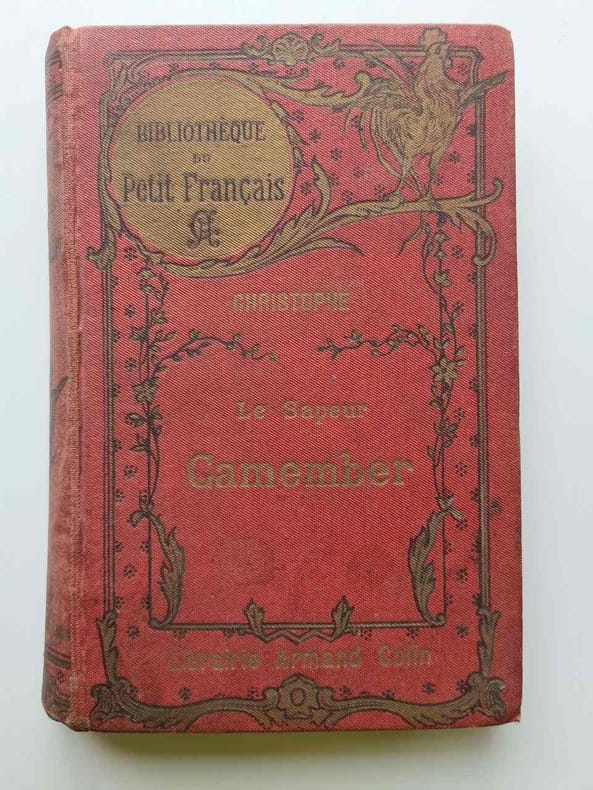 BIBLIOTHÈQUE
DU
Petit Français
CHRISTOPHE
Le Sapeur
Camember
Librairie Armand Colin